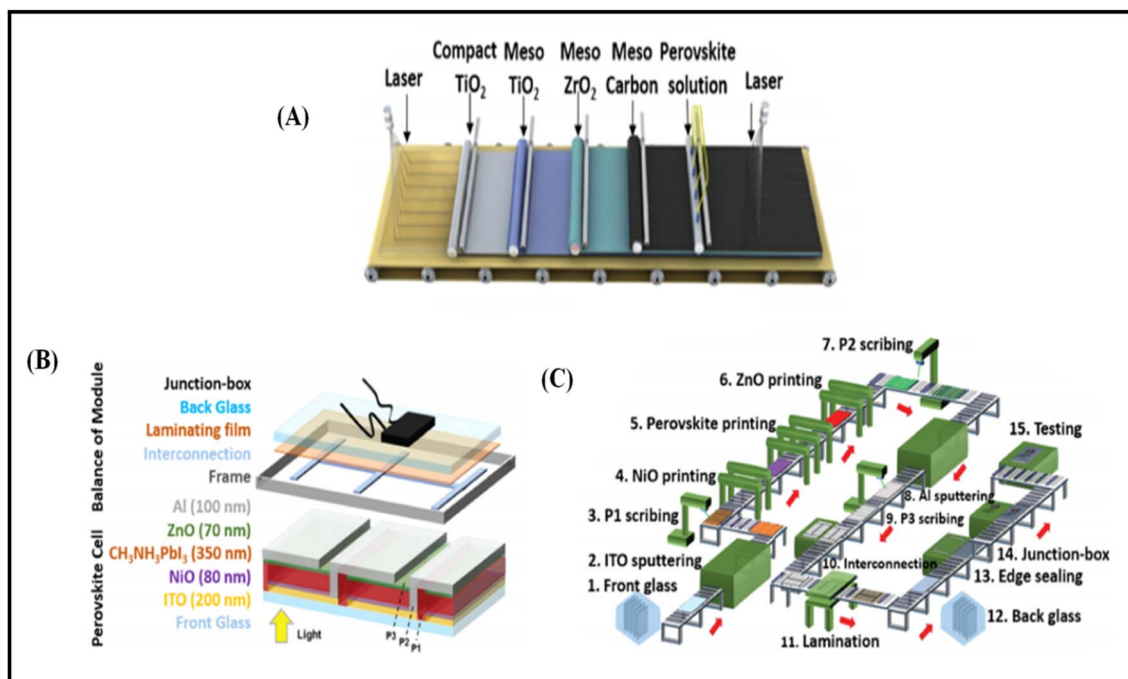 (A)
Laser
Compact
TiO₂
Meso
TiO₂
Meso
ZrO₂
Meso
Carbon
Perovskite
solution
Laser
(B)
Balance of Module
Junction-box
Back Glass
Laminating film
Interconnection
Frame
Perovskite Cell
Al (100 nm)
ZnO (70 nm)
CH₃NH₃PbI₃ (350 nm)
NiO (80 nm)
ITO (200 nm)
Front Glass
Light
P3
P2
P1
(C)
1. Front glass
2. ITO sputtering
3. P1 scribing
4. NiO printing
5. Perovskite printing
6. ZnO printing
7. P2 scribing
8. Al sputtering
9. P3 scribing
10. Interconnection
11. Lamination
12. Back glass
13. Edge sealing
14. Junction-box
15. Testing